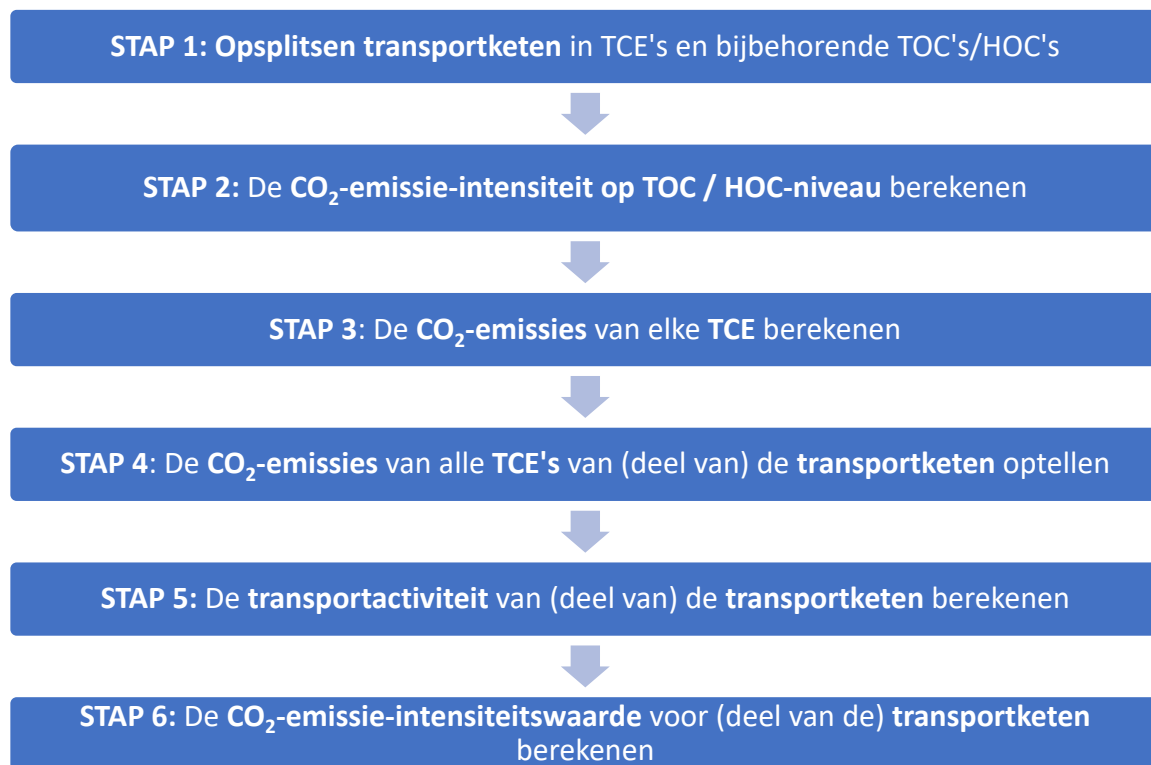 STAP 1: Opsplitsen transportketen in TCE's en bijbehorende TOC's/HOC's
STAP 2: De CO₂-emissie-intensiteit op TOC / HOC-niveau berekenen
STAP 3: De CO₂-emissies van elke TCE berekenen
STAP 4: De CO₂-emissies van alle TCE's van (deel van) de transportketen optellen
STAP 5: De transportactiviteit van (deel van) de transportketen berekenen
STAP 6: De CO₂-emissie-intensiteitswaarde voor (deel van de) transportketen
berekenen